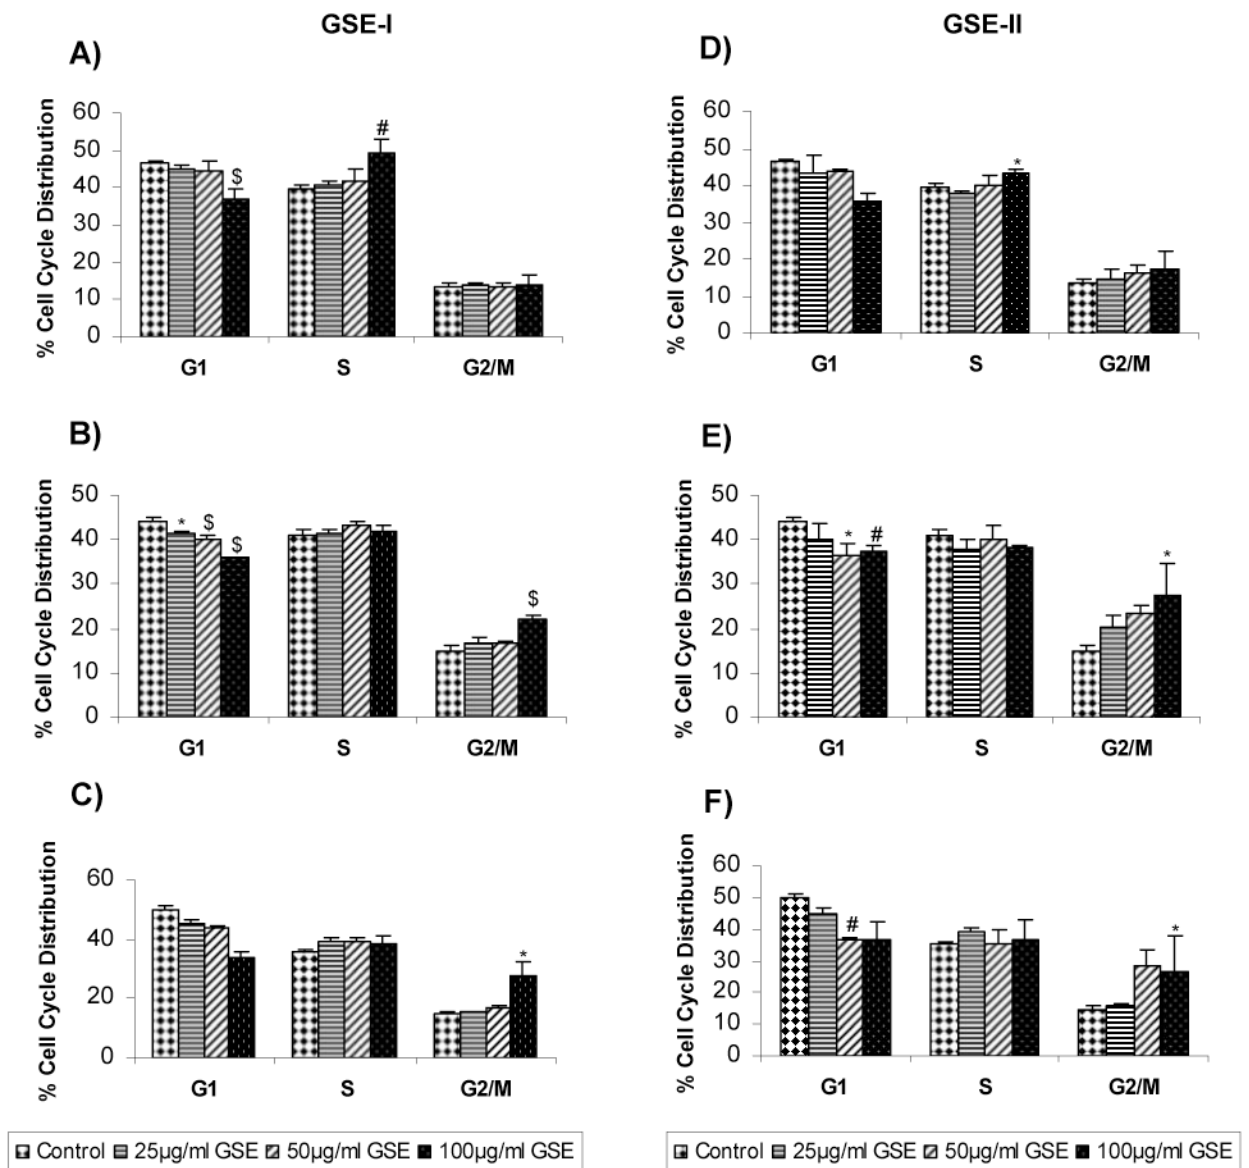 GSE-I
GSE-II
A)
% Cell Cycle Distribution
60
50
40
30
20
10
0
$
#
G1 S G2/M
D)
% Cell Cycle Distribution
60
50
40
30
20
10
0
*
G1 S G2/M
B)
% Cell Cycle Distribution
50
40
30
20
10
0
* $ $
$
G1 S G2/M
E)
% Cell Cycle Distribution
50
40
30
20
10
0
* #
*
G1 S G2/M
C)
% Cell Cycle Distribution
60
40
20
0
*
G1 S G2/M
F)
% Cell Cycle Distribution
60
50
40
30
20
10
0
#
*
G1 S G2/M
Control 25µg/ml GSE 50µg/ml GSE 100µg/ml GSE
Control 25µg/ml GSE 50µg/ml GSE 100µg/ml GSE